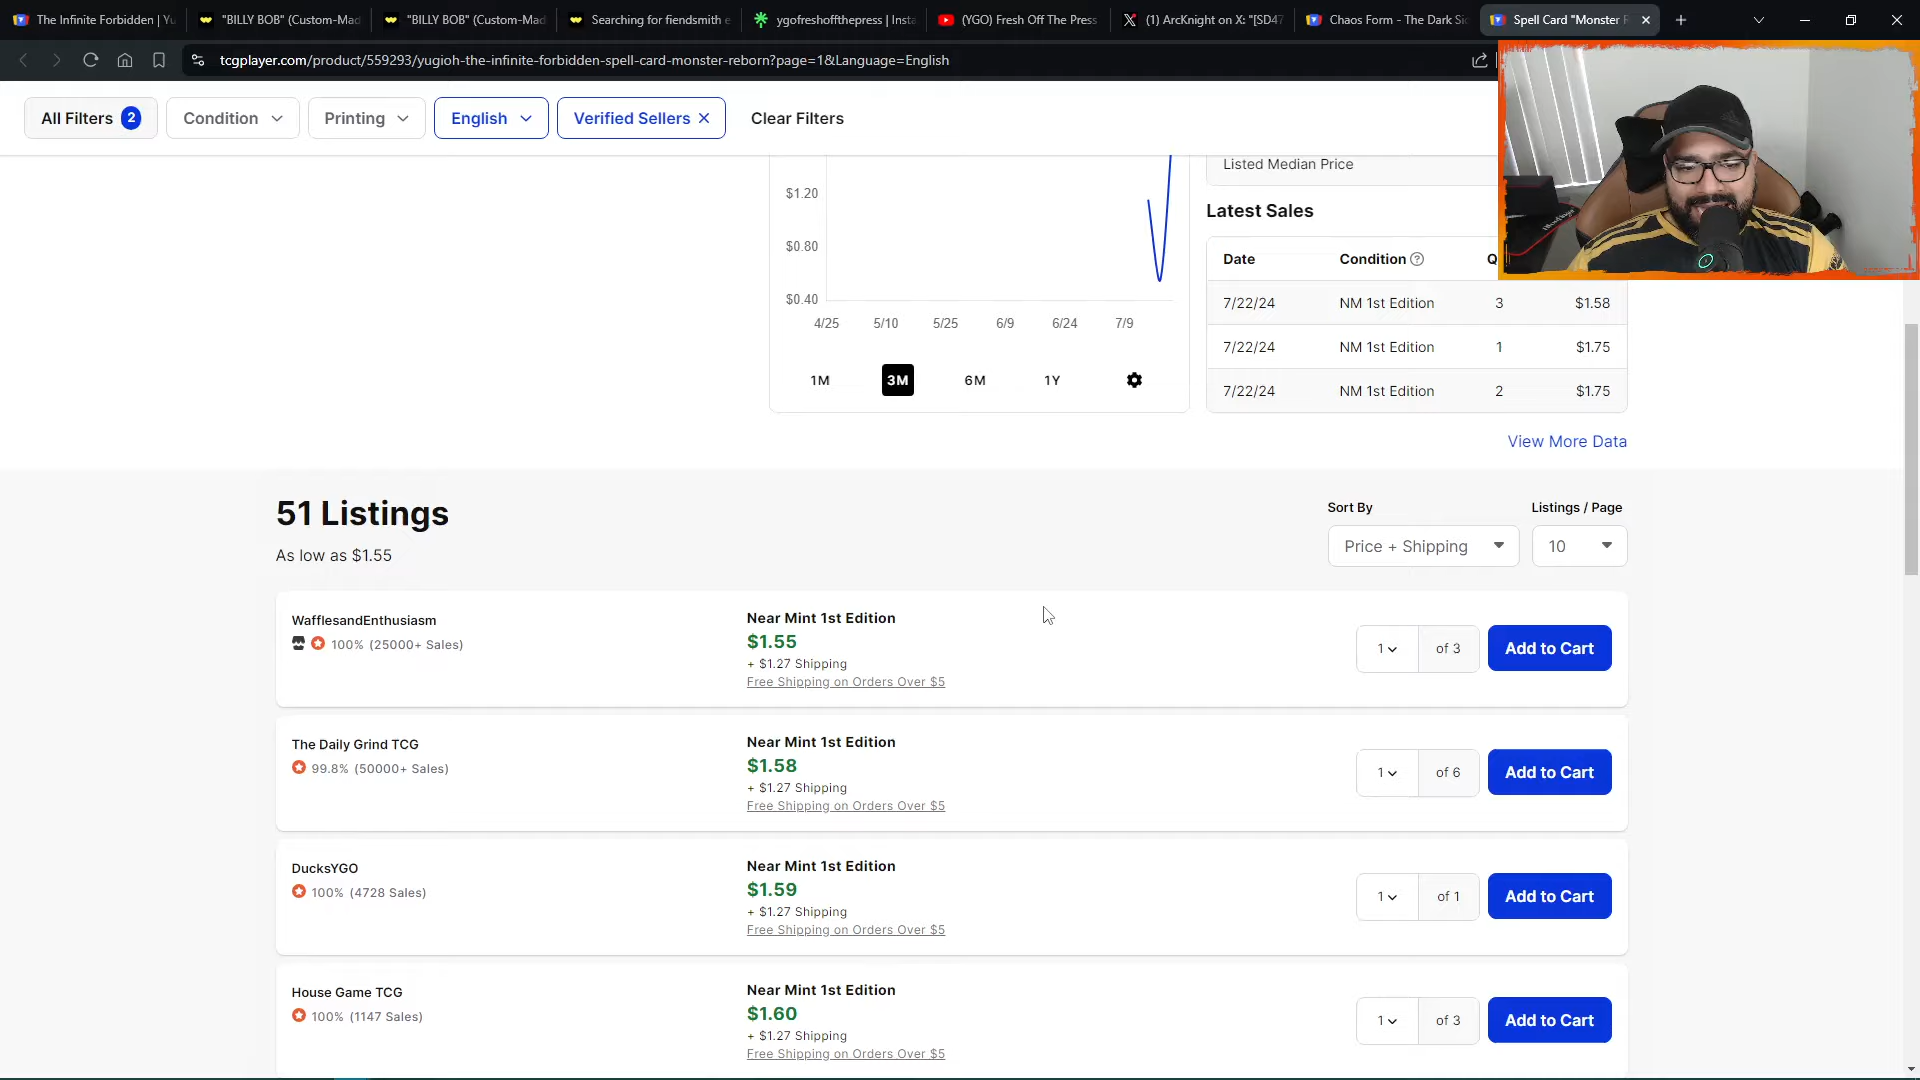 The Infinite Forbidden | Yu
"BILLY BOB" (Custom-Mad
"BILLY BOB" (Custom-Mad
Searching for fiendsmith e
ygofreshoffthepress | Insta
(YGO) Fresh Off The Press
(1) ArcKnight on X: "[SD47
Chaos Form - The Dark Si
Spell Card "Monster R
tcgplayer.com/product/559293/yugioh-the-infinite-forbidden-spell-card-monster-reborn?page=1&Language=English
All Filters 2 Condition Printing English Verified Sellers × Clear Filters
Listed Median Price
$1.20
$0.80
$0.40
4/25 5/10 5/25 6/9 6/24 7/9
1M 3M 6M 1Y
Latest Sales
Date Condition ? Q
7/22/24 NM 1st Edition 3 $1.58
7/22/24 NM 1st Edition 1 $1.75
7/22/24 NM 1st Edition 2 $1.75
View More Data
51 Listings
As low as $1.55
Sort By Listings / Page
Price + Shipping 10
WafflesandEnthusiasm
100% (25000+ Sales)
Near Mint 1st Edition
$1.55
+ $1.27 Shipping
Free Shipping on Orders Over $5
1 of 3 Add to Cart
The Daily Grind TCG
99.8% (50000+ Sales)
Near Mint 1st Edition
$1.58
+ $1.27 Shipping
Free Shipping on Orders Over $5
1 of 6 Add to Cart
DucksYGO
100% (4728 Sales)
Near Mint 1st Edition
$1.59
+ $1.27 Shipping
Free Shipping on Orders Over $5
1 of 1 Add to Cart
House Game TCG
100% (1147 Sales)
Near Mint 1st Edition
$1.60
+ $1.27 Shipping
Free Shipping on Orders Over $5
1 of 3 Add to Cart